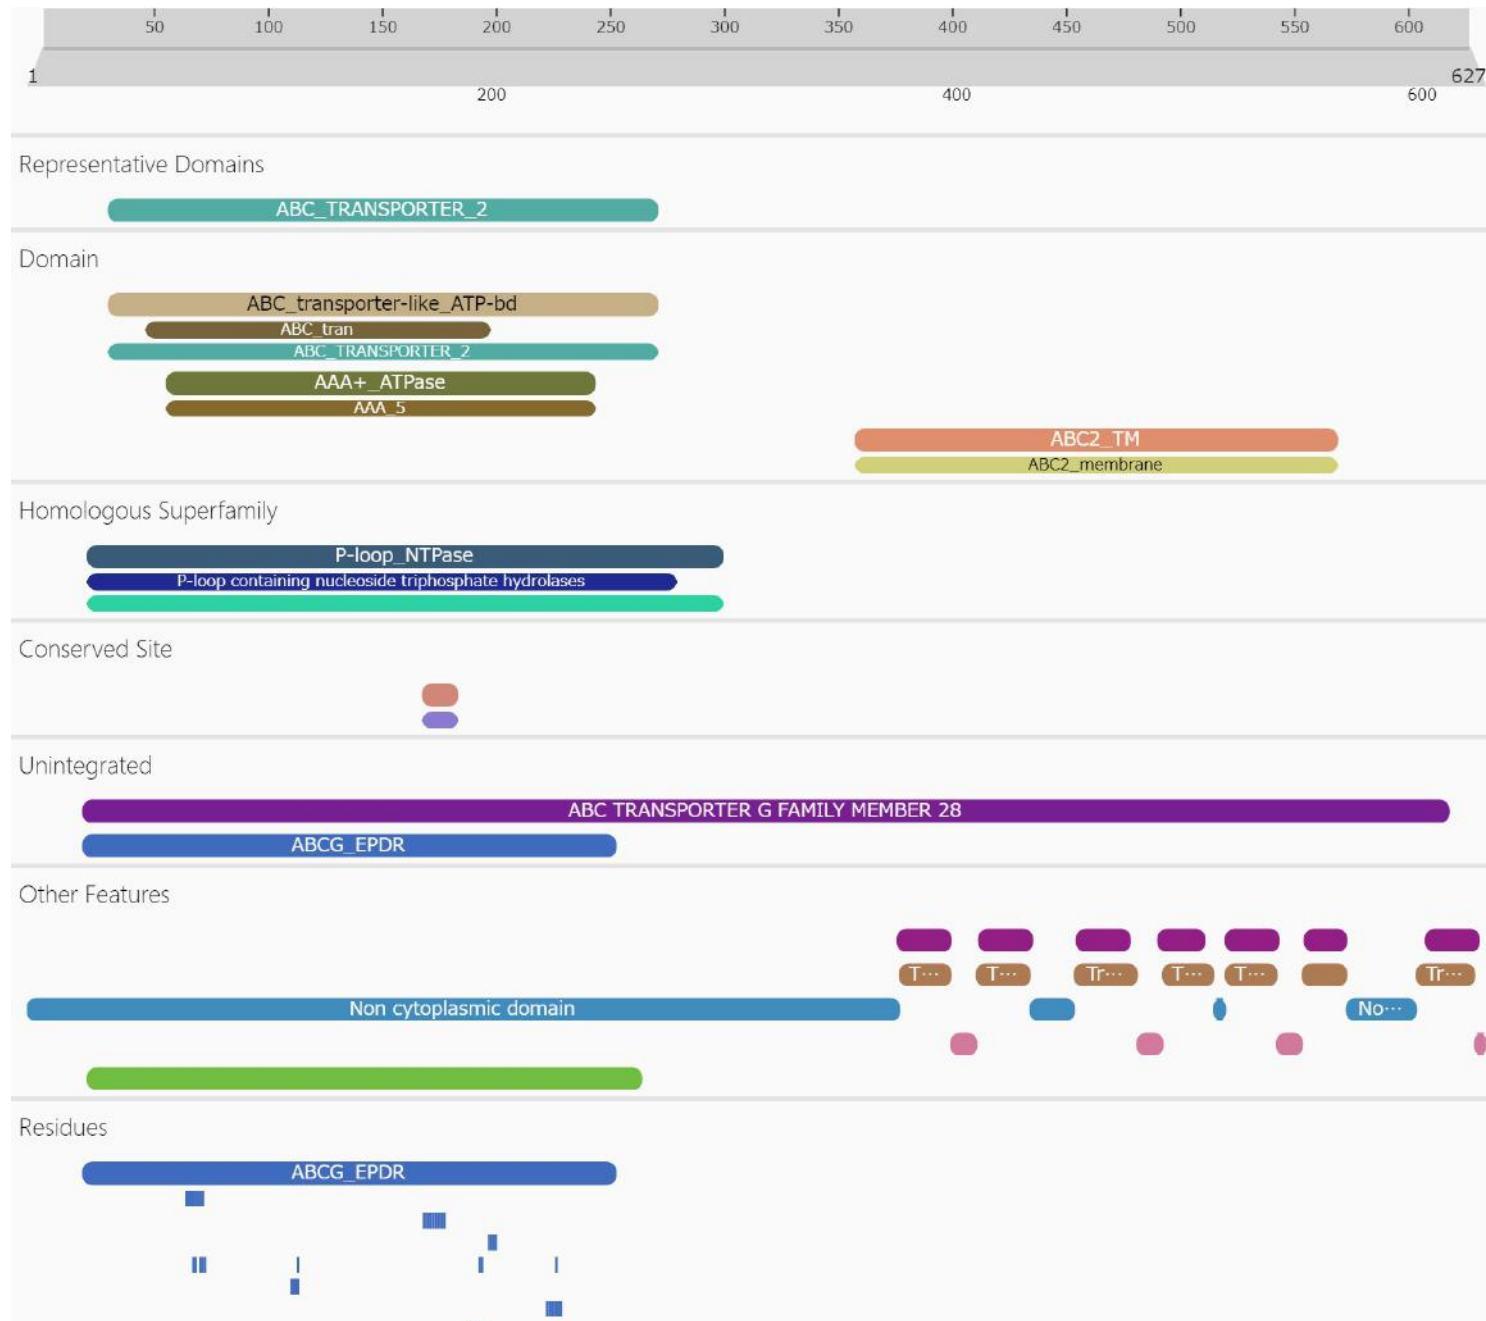 50 100 150 200 250 300 350 400 450 500 550 600
1 627
200 400 600
Representative Domains
ABC_TRANSPORTER_2
Domain
ABC_transporter-like_ATP-bd
ABC_tran
ABC_TRANSPORTER_2
AAA+_ATPase
AAA_5
ABC2_TM
ABC2_membrane
Homologous Superfamily
P-loop_NTPase
P-loop containing nucleoside triphosphate hydrolases
Conserved Site
Unintegrated
ABC TRANSPORTER G FAMILY MEMBER 28
ABCG_EPDR
Other Features
T··· T··· Tr··· T··· T··· Tr···
Non cytoplasmic domain No···
Residues
ABCG_EPDR